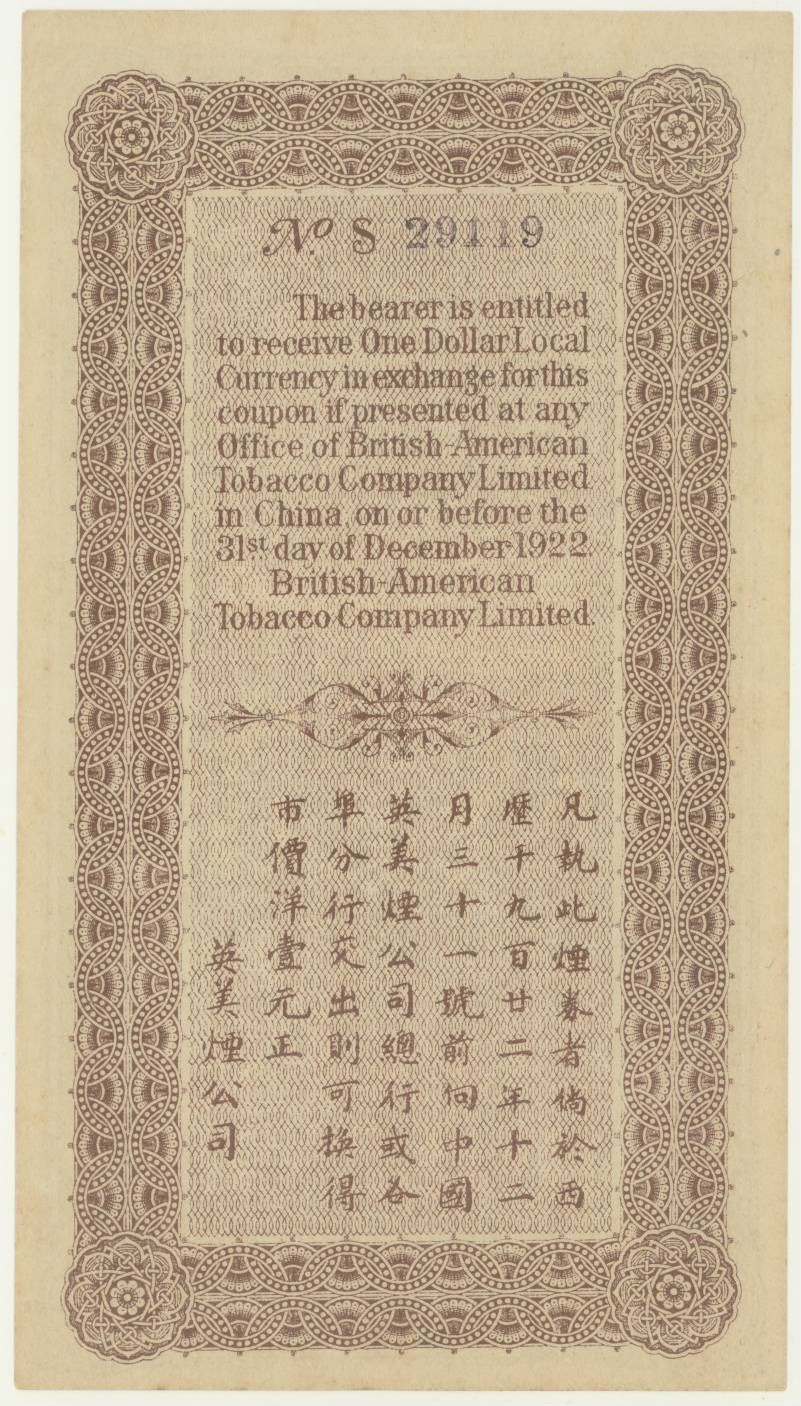 No. S 29119
The bearer is entitled
to receive One Dollar Local
Currency in exchange for this
coupon if presented at any
Office of British-American
Tobacco Company Limited
in China, on or before the
31st day of December 1922.
British-American
Tobacco Company Limited.
凡執此煙券者倘於西
歷千九百廿二年十二
月三十一號前向中國
英美煙公司總行或各
埠分行交出則可換得
市價洋壹元正
英美煙公司